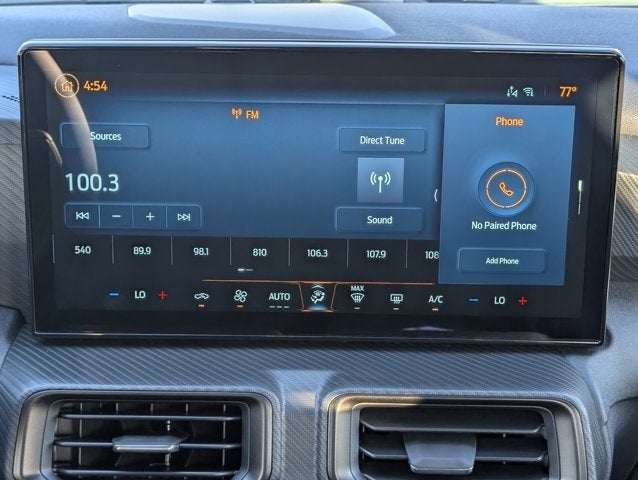 4:54
77°
FM
Phone
Sources
Direct Tune
100.3
No Paired Phone
Sound
540 89.9 98.1 810 106.3 107.9 108
Add Phone
MAX
LO AUTO A/C LO